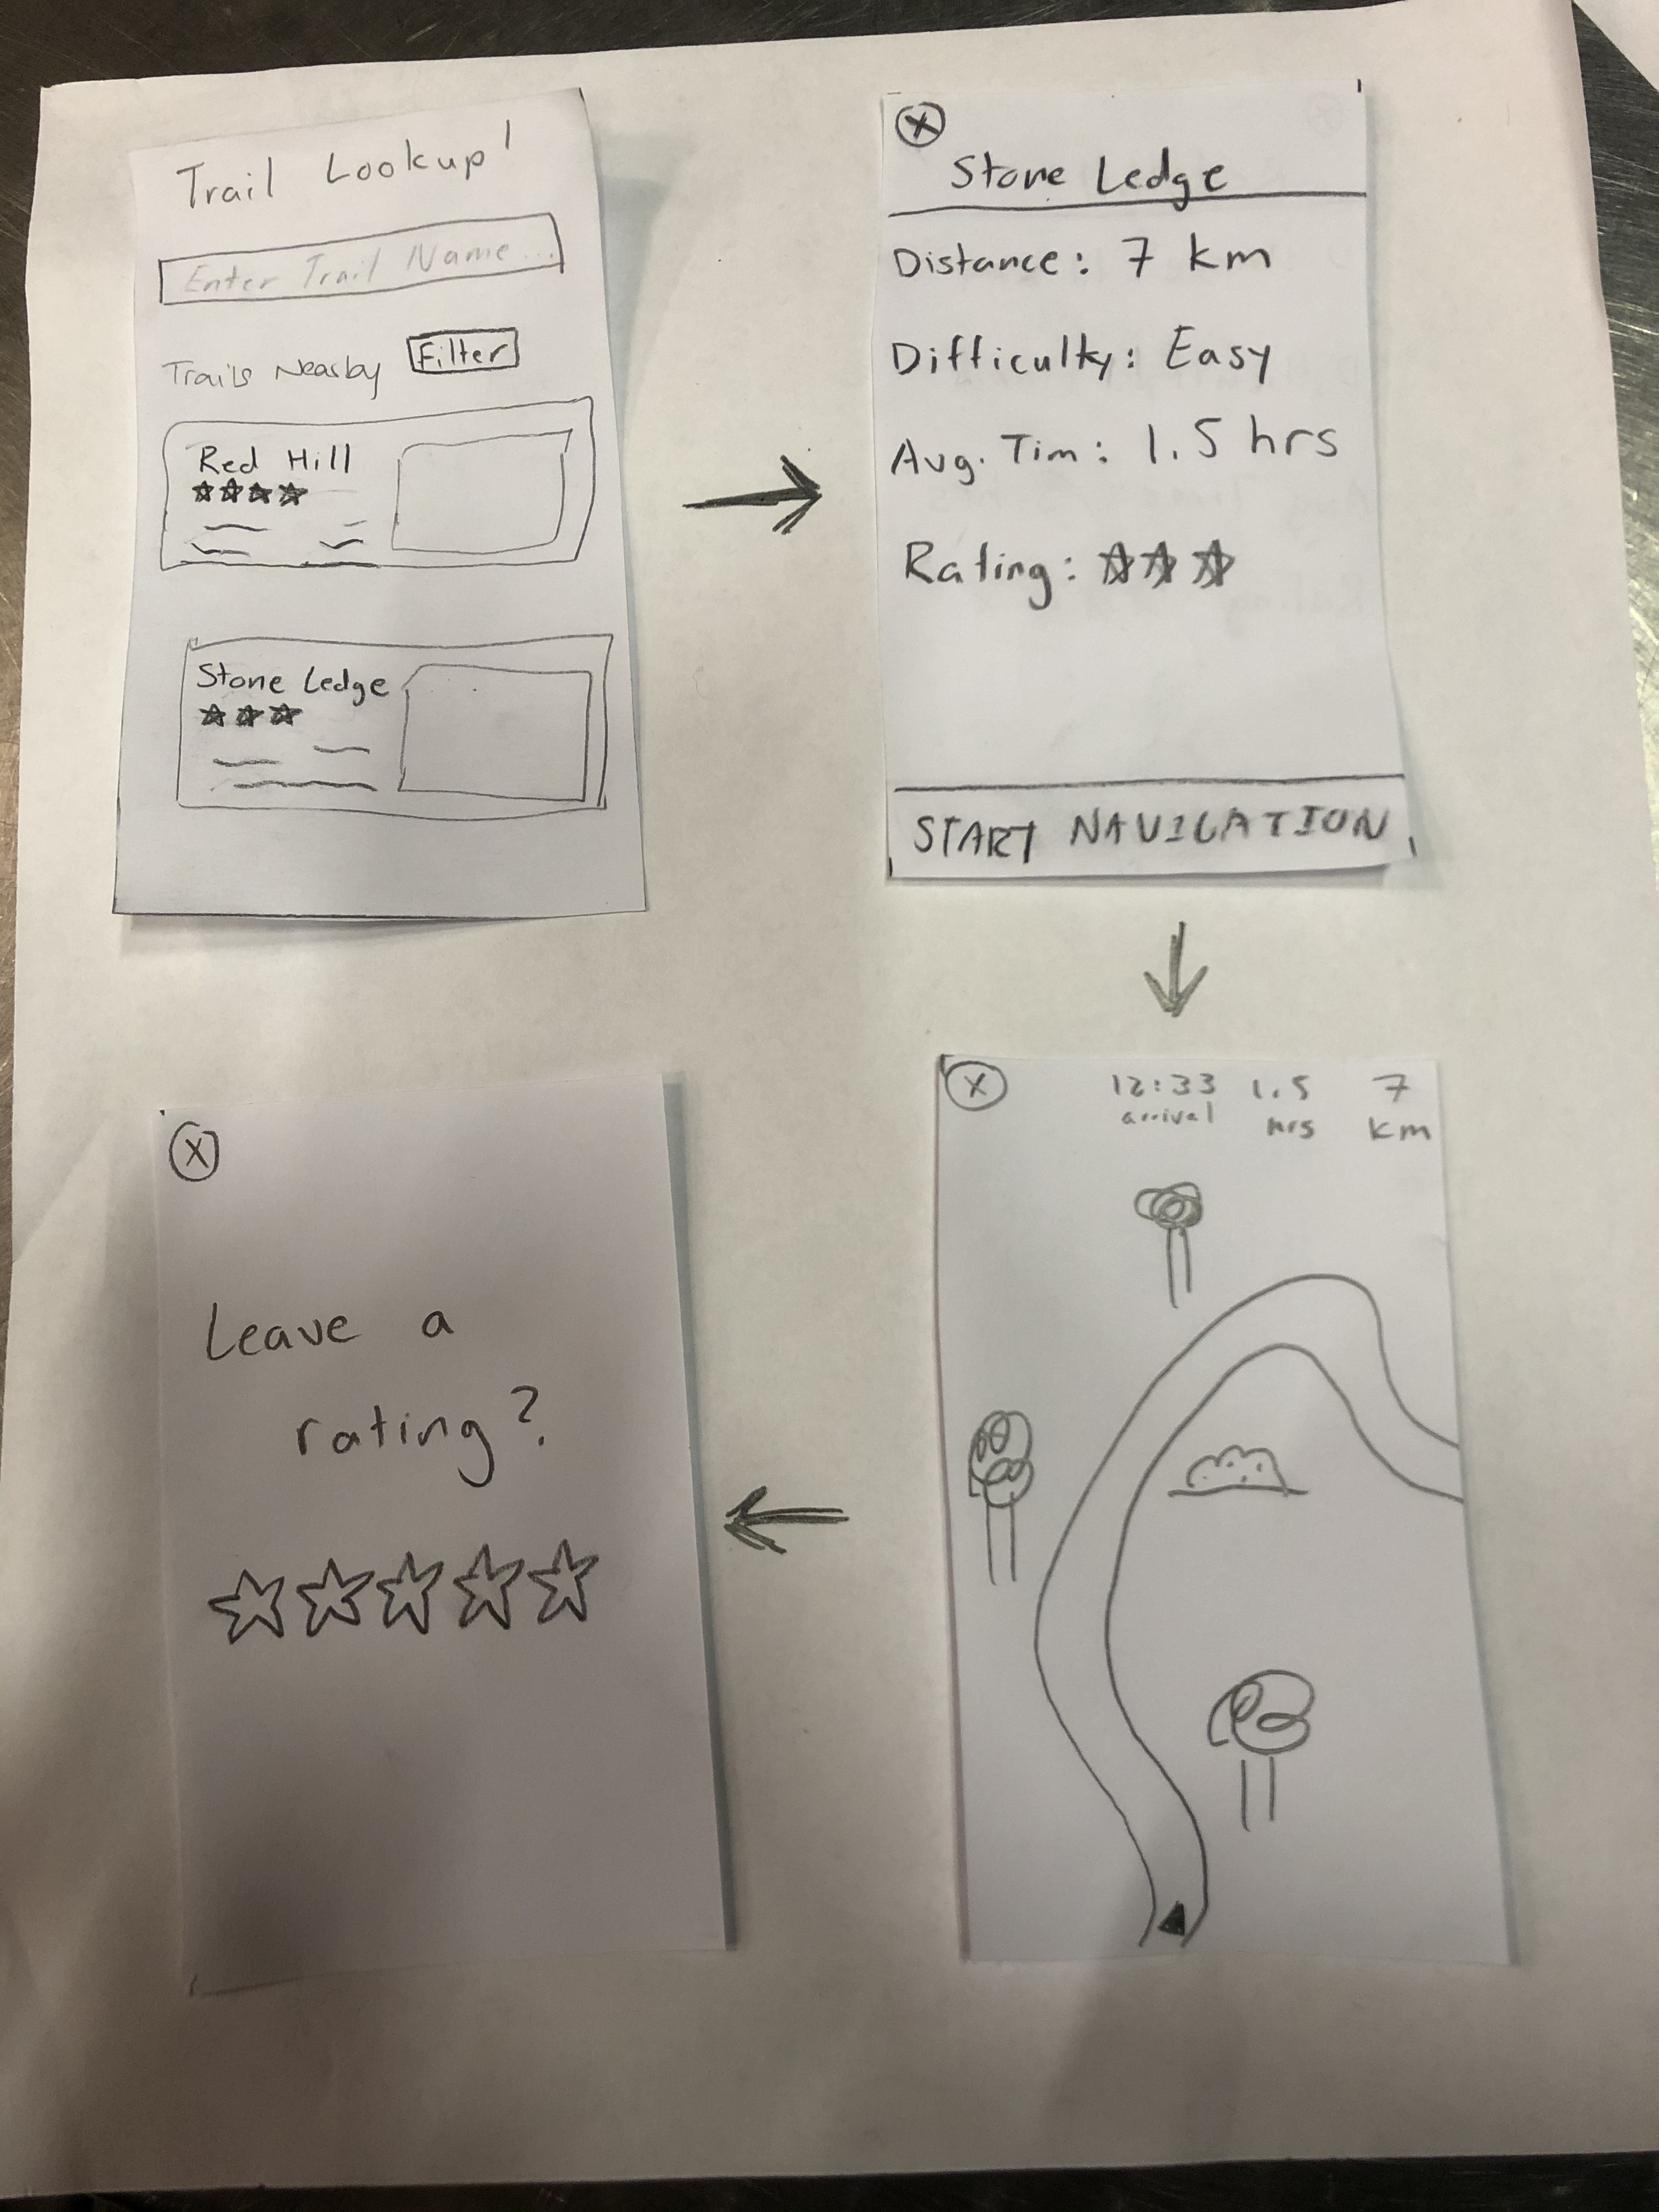 Trail Lookup!
Enter Trail Name...
Trails Nearby
Filter
Red Hill
Stone Ledge
X
Stone Ledge
Distance: 7 km
Difficulty: Easy
Avg. Tim: 1.5 hrs
Rating:
START NAVIGATION
X
12:33 1.5 7
arrival hrs km
X
Leave a
rating?